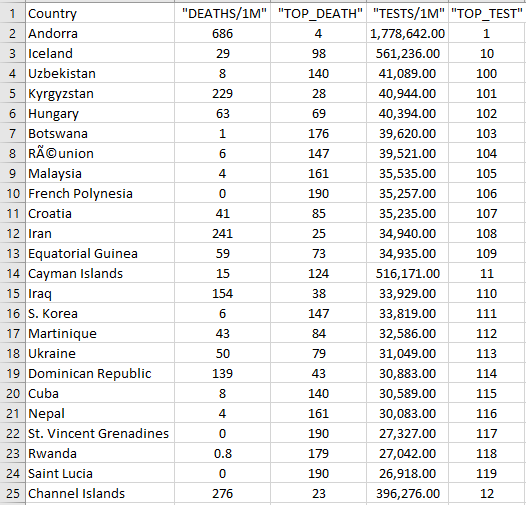 1 Country "DEATHS/1M" "TOP_DEATH" "TESTS/1M" "TOP_TEST"
2 Andorra 686 4 1,778,642.00 1
3 Iceland 29 98 561,236.00 10
4 Uzbekistan 8 140 41,089.00 100
5 Kyrgyzstan 229 28 40,944.00 101
6 Hungary 63 69 40,394.00 102
7 Botswana 1 176 39,620.00 103
8 RÃ©union 6 147 39,521.00 104
9 Malaysia 4 161 35,535.00 105
10 French Polynesia 0 190 35,257.00 106
11 Croatia 41 85 35,235.00 107
12 Iran 241 25 34,940.00 108
13 Equatorial Guinea 59 73 34,935.00 109
14 Cayman Islands 15 124 516,171.00 11
15 Iraq 154 38 33,929.00 110
16 S. Korea 6 147 33,819.00 111
17 Martinique 43 84 32,586.00 112
18 Ukraine 50 79 31,049.00 113
19 Dominican Republic 139 43 30,883.00 114
20 Cuba 8 140 30,589.00 115
21 Nepal 4 161 30,083.00 116
22 St. Vincent Grenadines 0 190 27,327.00 117
23 Rwanda 0.8 179 27,042.00 118
24 Saint Lucia 0 190 26,918.00 119
25 Channel Islands 276 23 396,276.00 12